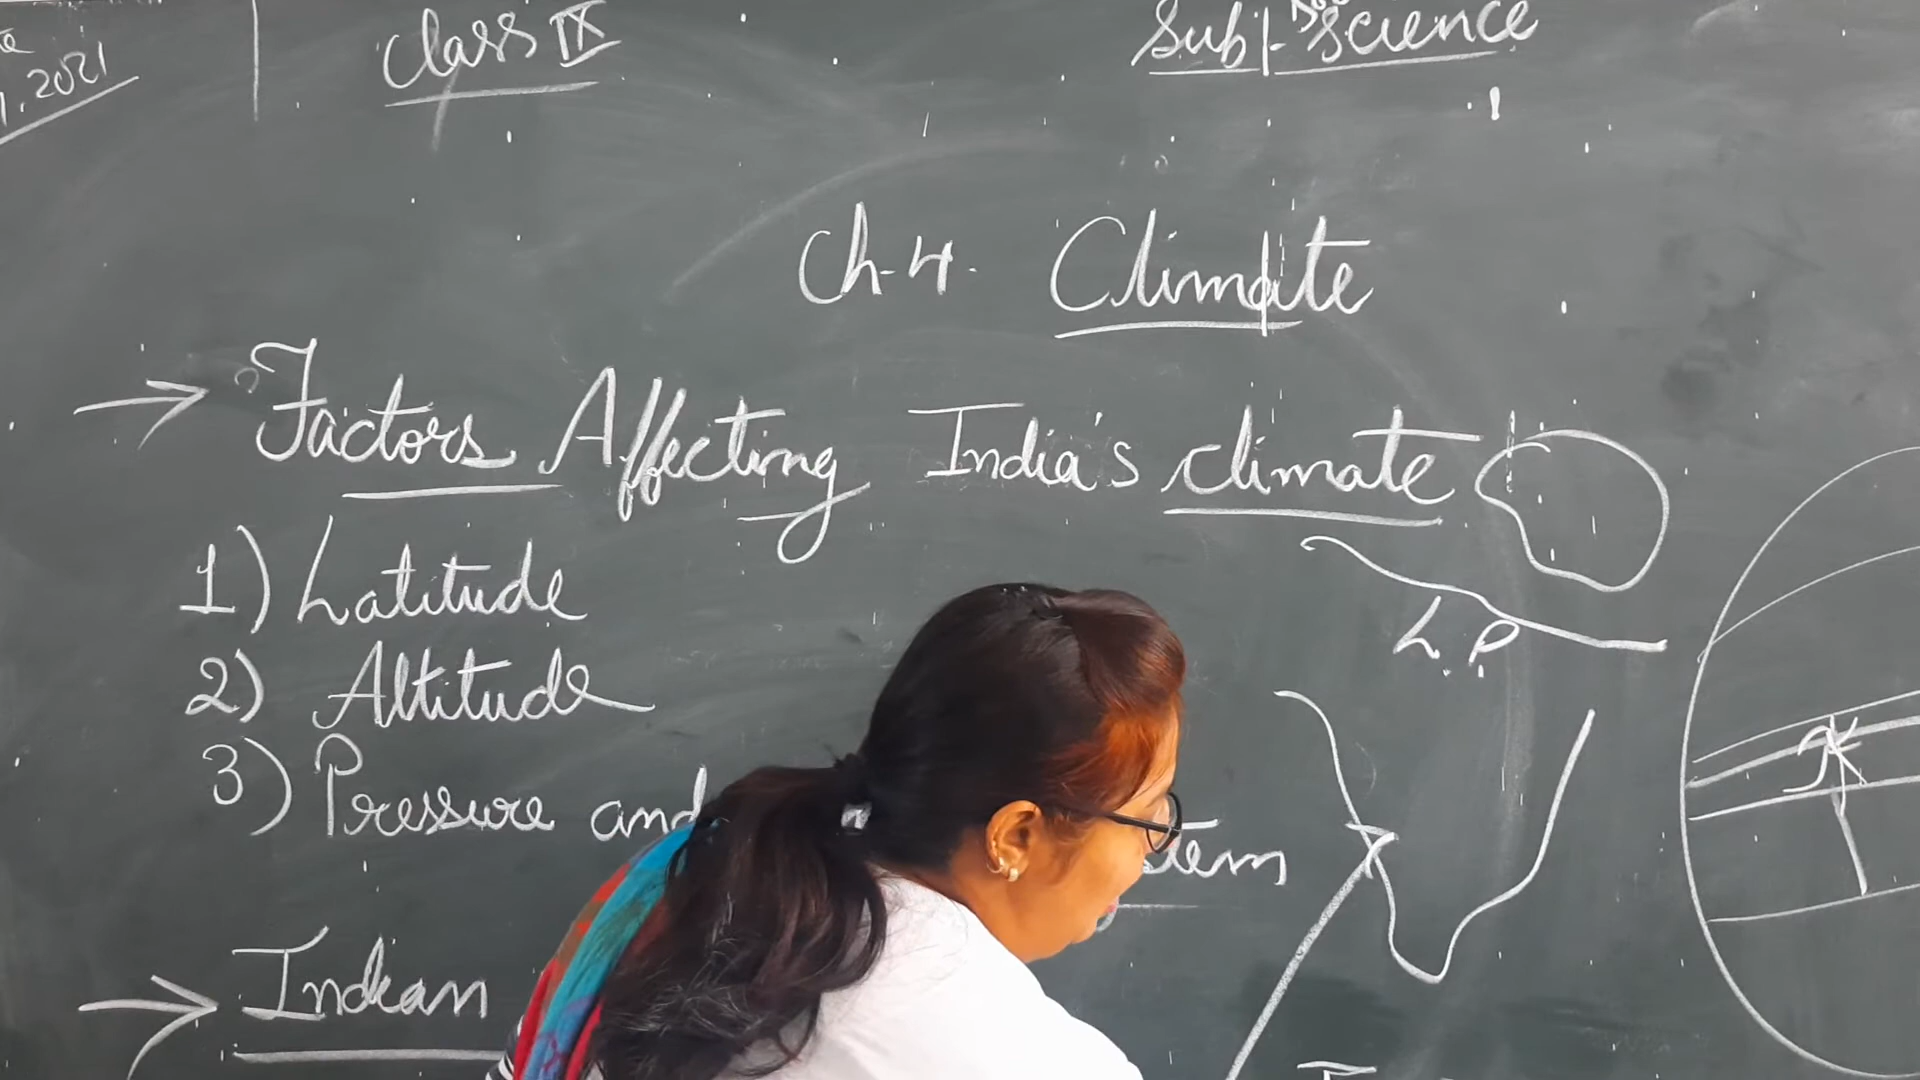 .2021
Class IX
Sub- Science
Ch-4. Climate
→ Factors Affecting India's climate
1) Latitude
2) Altitude
3) Pressure and tem
L.P
→ Indian